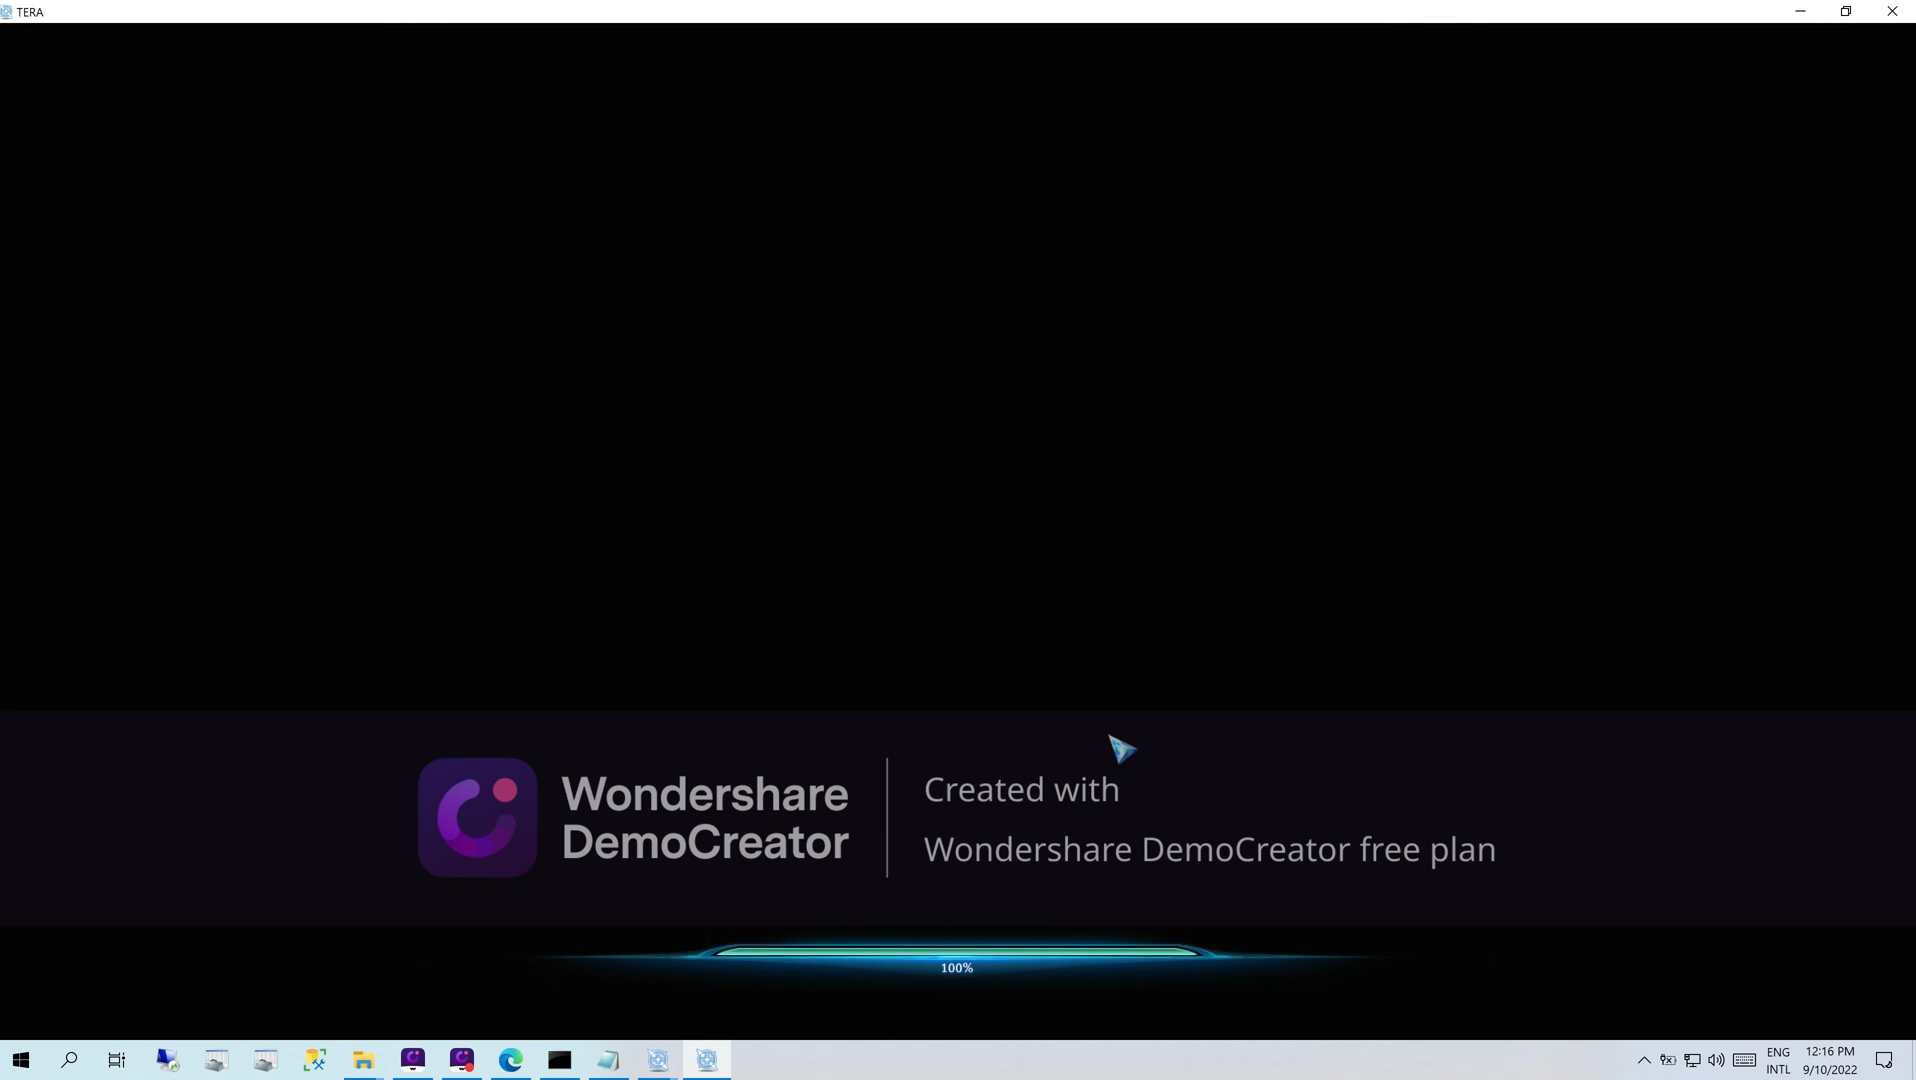 TERA
Wondershare
DemoCreator
Created with
Wondershare DemoCreator free plan
100%
ENG
INTL
12:16 PM
9/10/2022